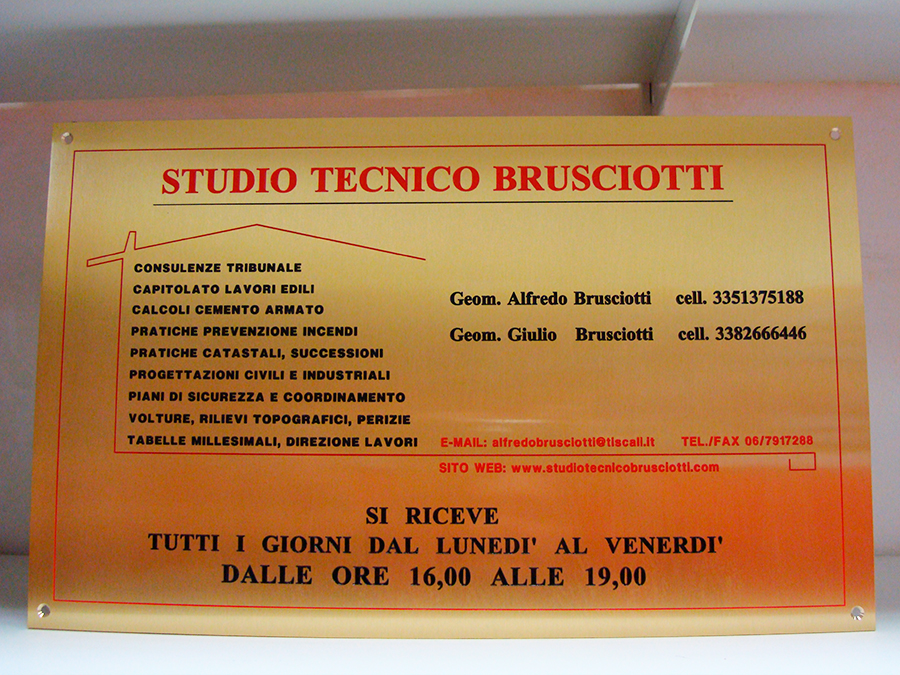 STUDIO TECNICO BRUSCIOTTI
CONSULENZE TRIBUNALE
CAPITOLATO LAVORI EDILI
CALCOLI CEMENTO ARMATO
PRATICHE PREVENZIONE INCENDI
PRATICHE CATASTALI, SUCCESSIONI
PROGETTAZIONI CIVILI E INDUSTRIALI
PIANI DI SICUREZZA E COORDINAMENTO
VOLTURE, RILIEVI TOPOGRAFICI, PERIZIE
TABELLE MILLESIMALI, DIREZIONE LAVORI
Geom. Alfredo Brusciotti cell. 3351375188
Geom. Giulio Brusciotti cell. 3382666446
E-MAIL: alfredobrusciotti@tiscali.it TEL./FAX 06/7917288
SITO WEB: www.studiotecnicobrusciotti.com
SI RICEVE
TUTTI I GIORNI DAL LUNEDI' AL VENERDI'
DALLE ORE 16,00 ALLE 19,00